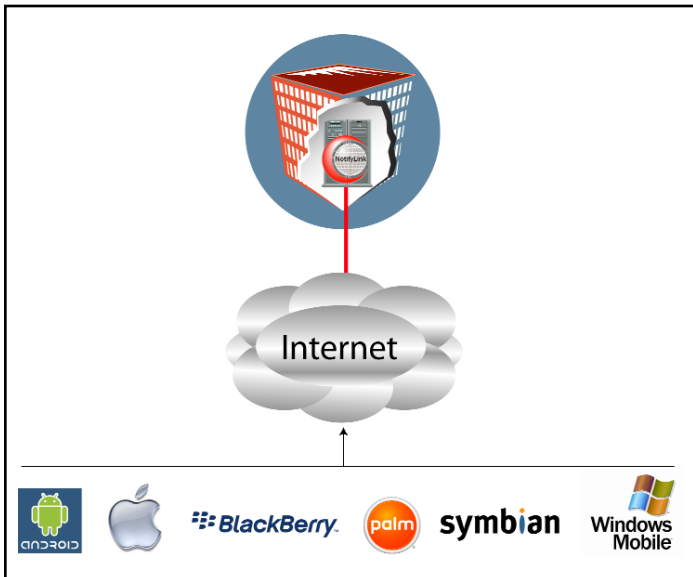 NotifyLink
Internet
ANDROID
BlackBerry
palm
symbian
Windows
Mobile